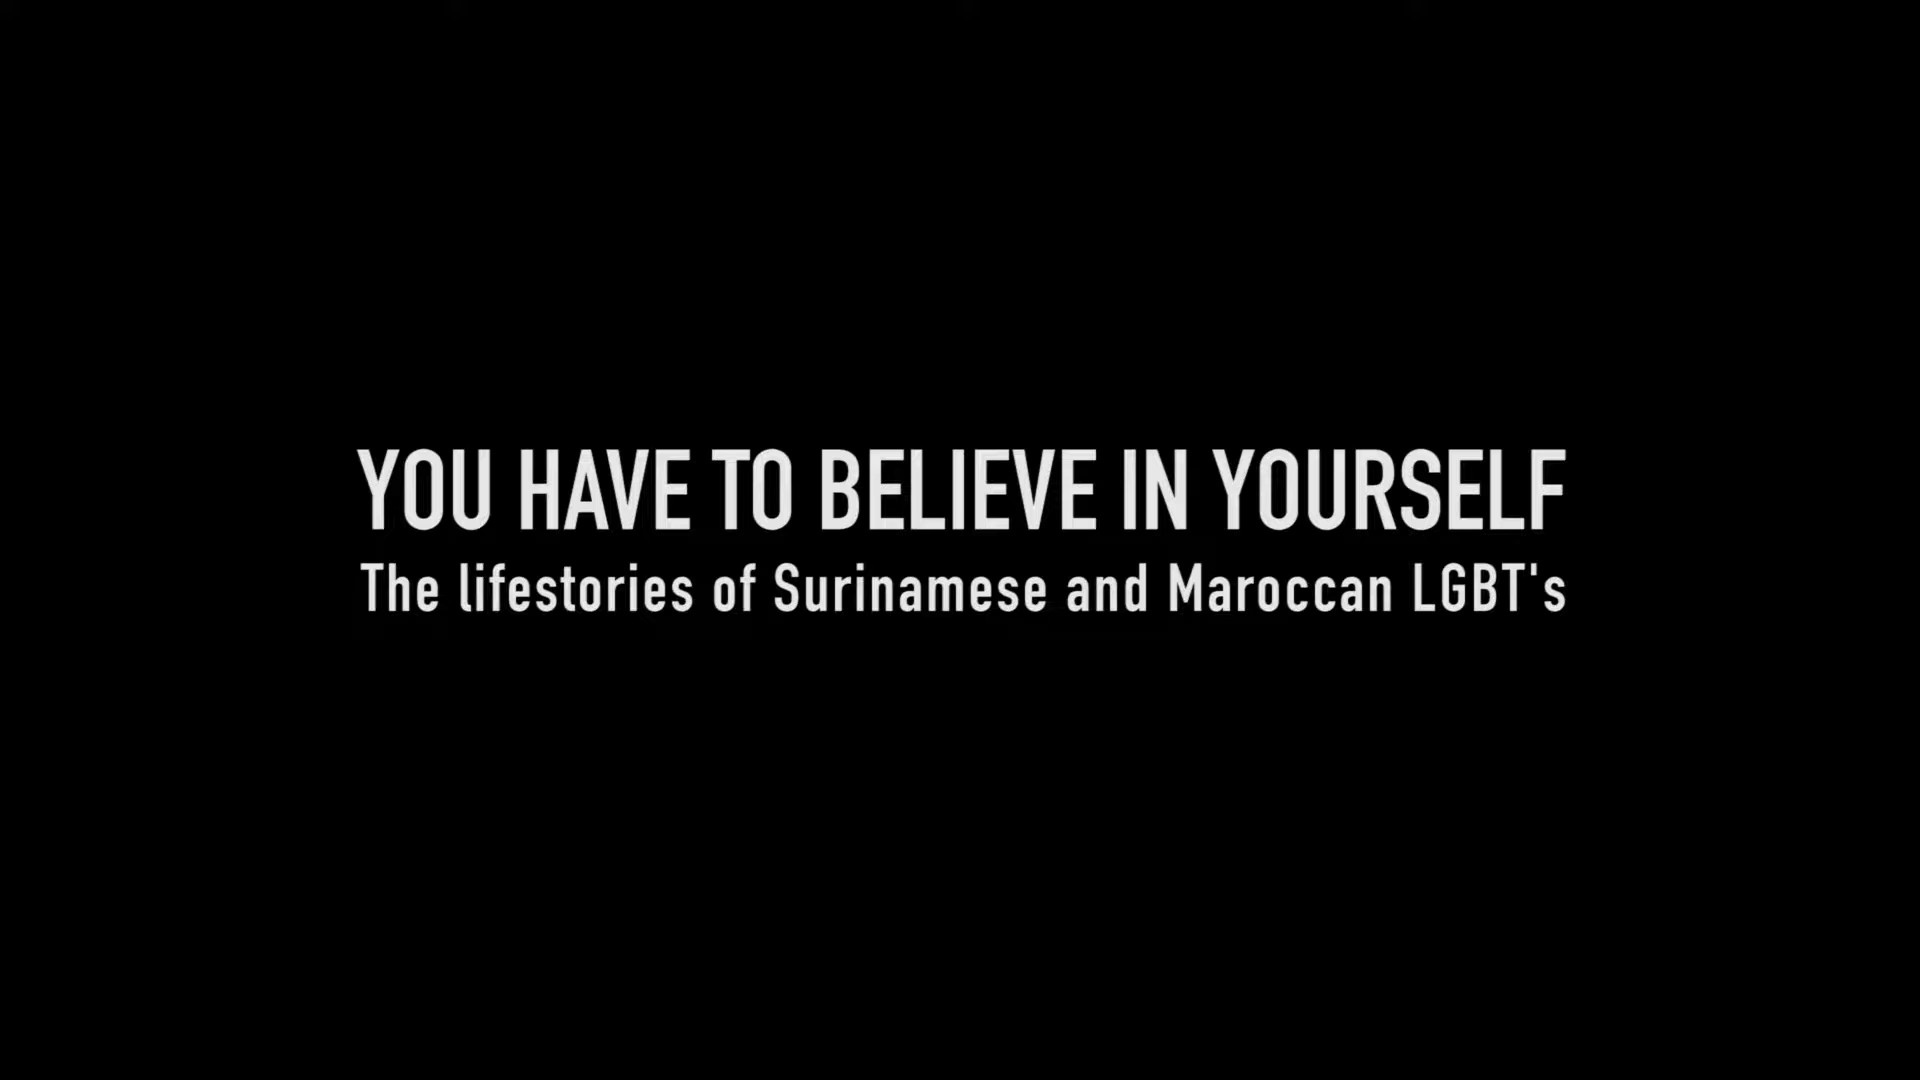 YOU HAVE TO BELIEVE IN YOURSELF
The lifestories of Surinamese and Maroccan LGBT's